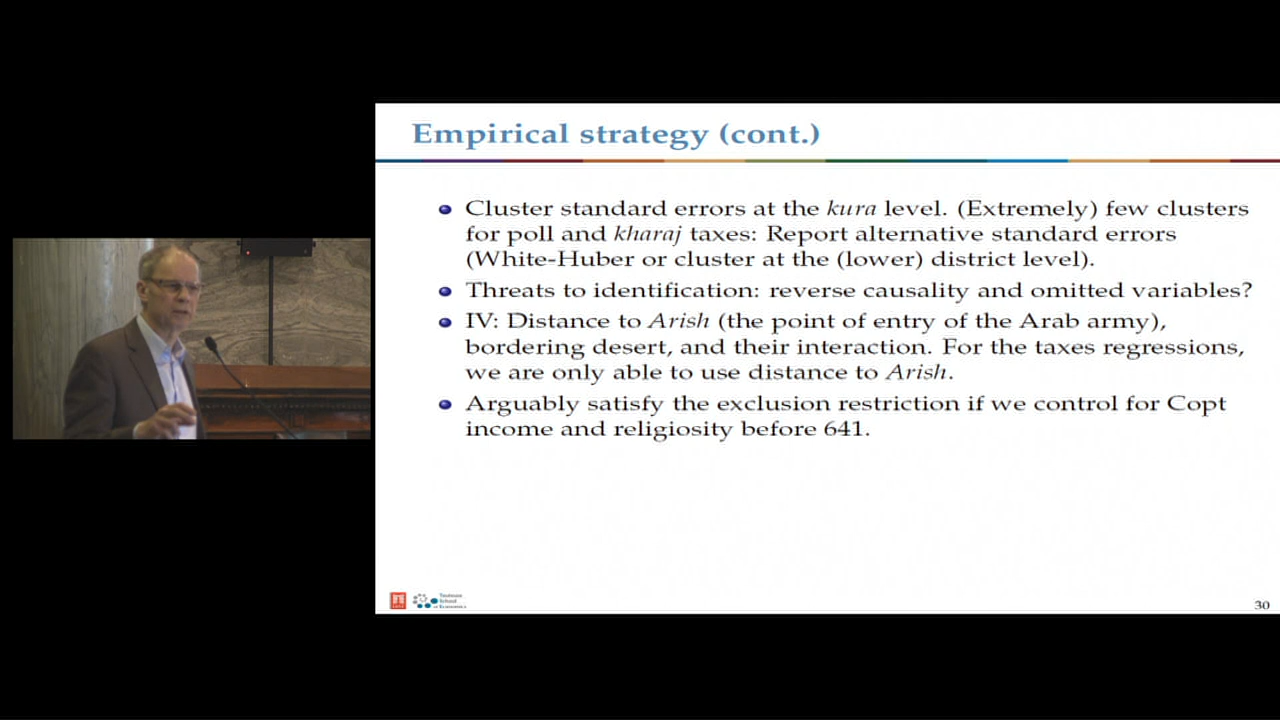 Empirical strategy (cont.)
Cluster standard errors at the kura level. (Extremely) few clusters
for poll and kharaj taxes: Report alternative standard errors
(White-Huber or cluster at the (lower) district level).
Threats to identification: reverse causality and omitted variables?
IV: Distance to Arish (the point of entry of the Arab army),
bordering desert, and their interaction. For the taxes regressions,
we are only able to use distance to Arish.
Arguably satisfy the exclusion restriction if we control for Copt
income and religiosity before 641.
Toulouse
School
of Economics
30